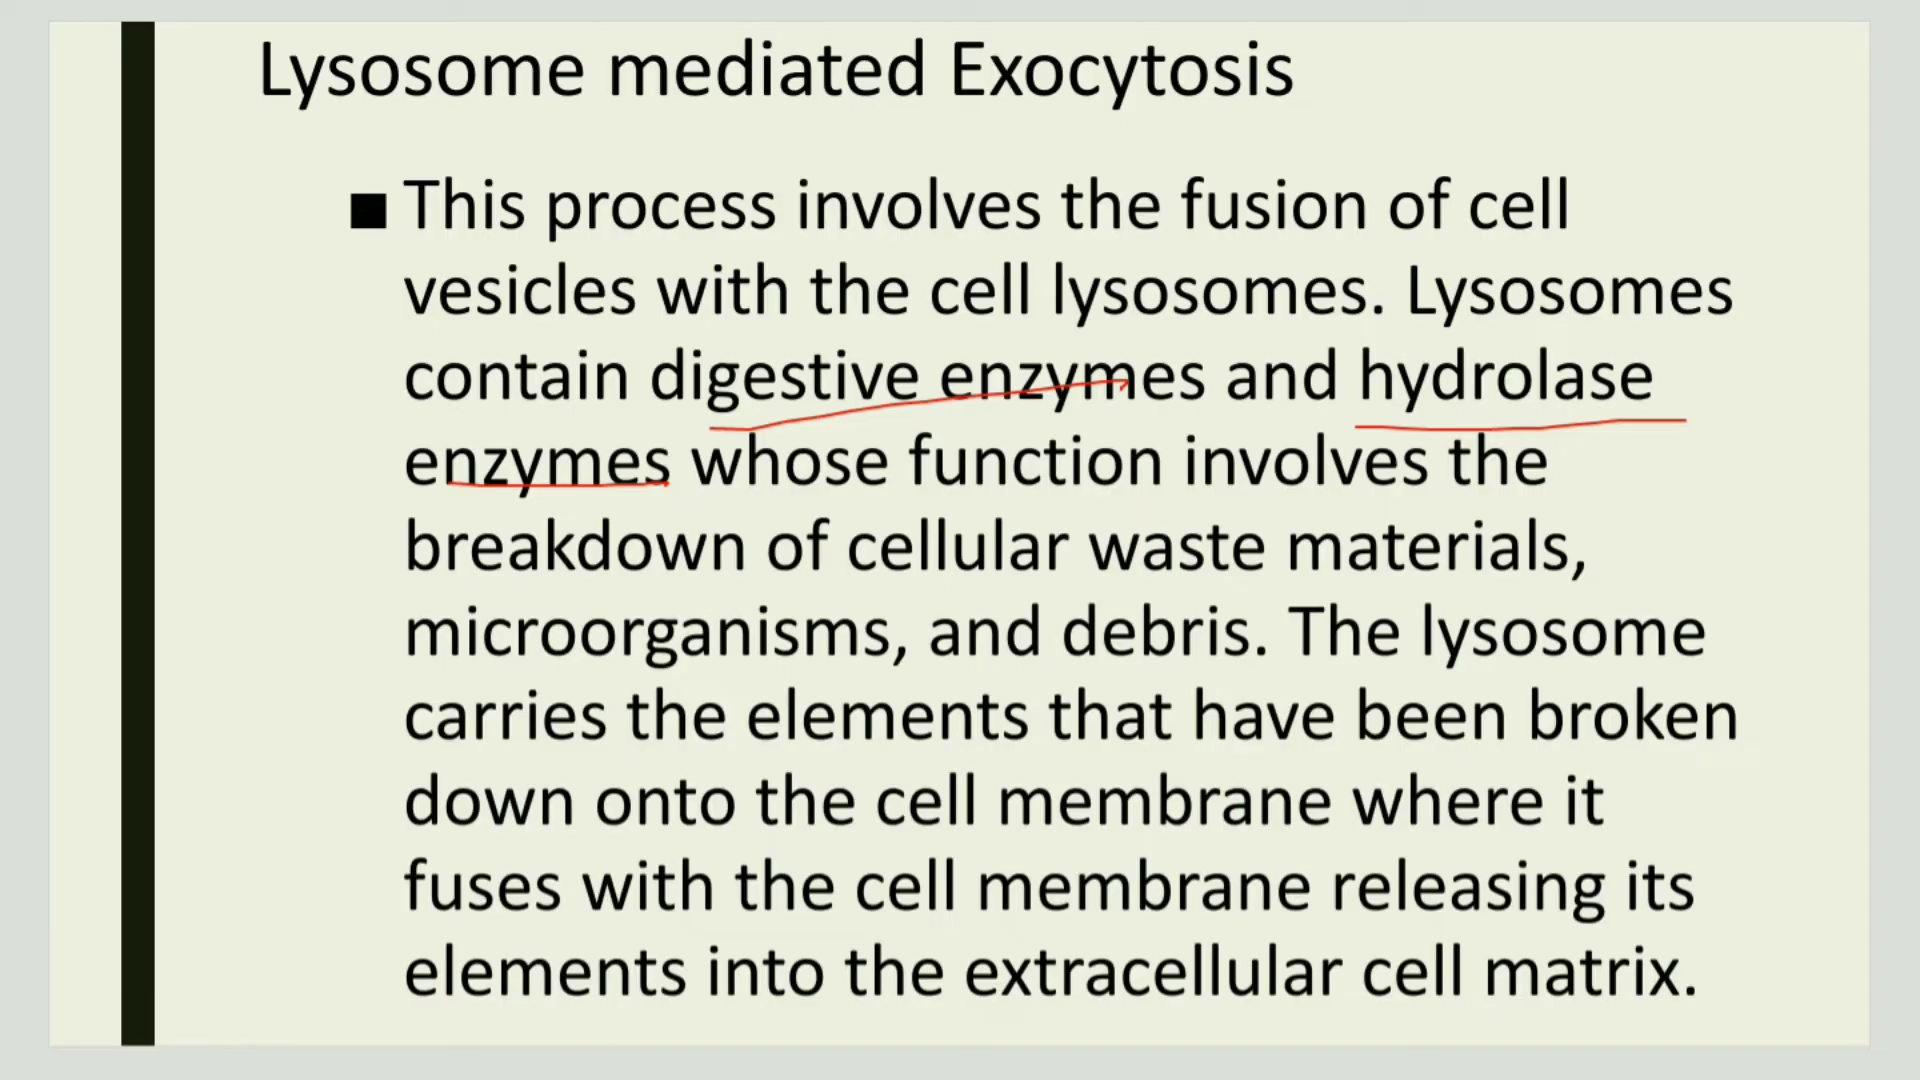 Lysosome mediated Exocytosis
■ This process involves the fusion of cell
vesicles with the cell lysosomes. Lysosomes
contain digestive enzymes and hydrolase
enzymes whose function involves the
breakdown of cellular waste materials,
microorganisms, and debris. The lysosome
carries the elements that have been broken
down onto the cell membrane where it
fuses with the cell membrane releasing its
elements into the extracellular cell matrix.